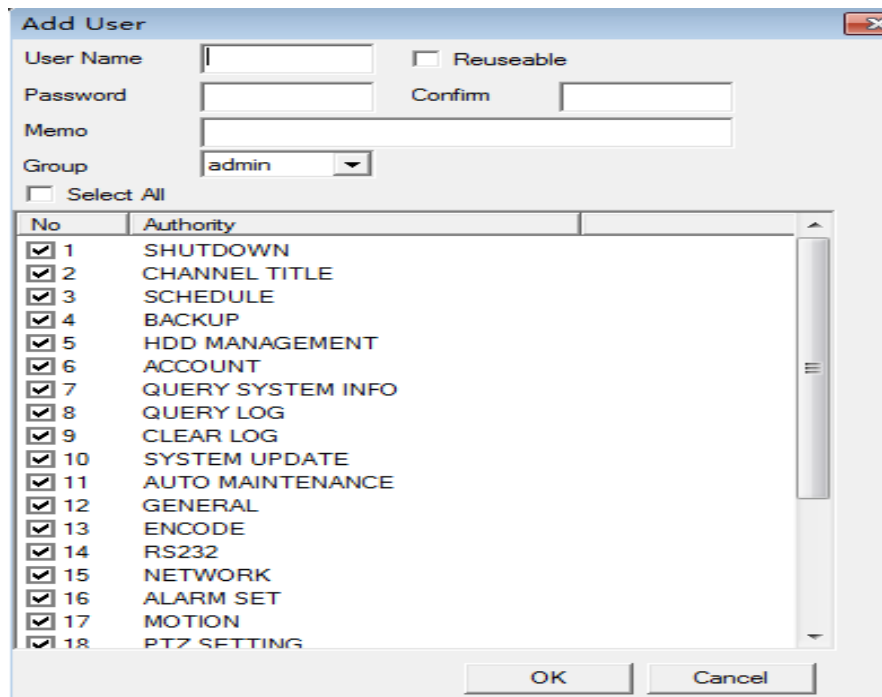 Add User
User Name
Reuseable
Password
Confirm
Memo
Group
admin
Select All
No Authority
1 SHUTDOWN
2 CHANNEL TITLE
3 SCHEDULE
4 BACKUP
5 HDD MANAGEMENT
6 ACCOUNT
7 QUERY SYSTEM INFO
8 QUERY LOG
9 CLEAR LOG
10 SYSTEM UPDATE
11 AUTO MAINTENANCE
12 GENERAL
13 ENCODE
14 RS232
15 NETWORK
16 ALARM SET
17 MOTION
18 PTZ SETTING
OK Cancel